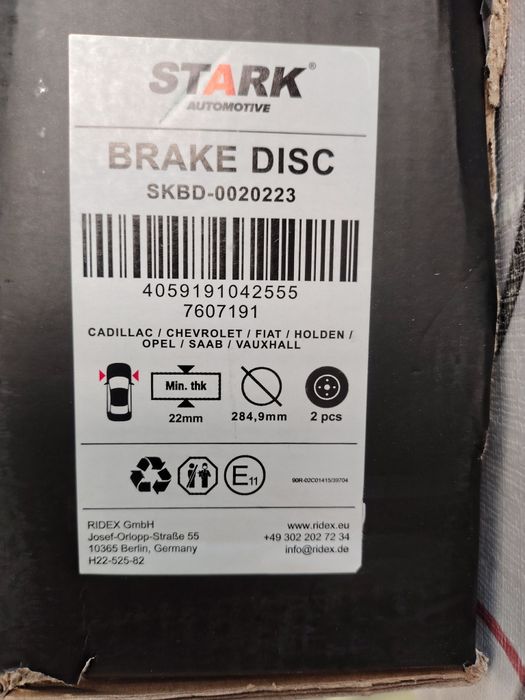 STARK®
AUTOMOTIVE
BRAKE DISC
SKBD-0020223
4059191042555
7607191
CADILLAC / CHEVROLET / FIAT / HOLDEN /
OPEL / SAAB / VAUXHALL
Min. thk
22mm
284,9mm
2 pcs
E11
90R-02C01415/39704
RIDEX GmbH
Josef-Orlopp-Straße 55
10365 Berlin, Germany
H22-525-82
www.ridex.eu
+49 302 202 72 34
info@ridex.de